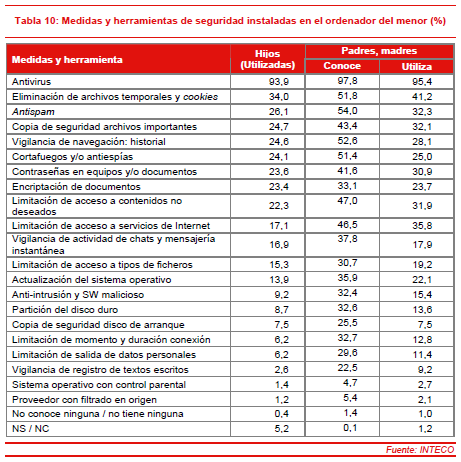 Tabla 10: Medidas y herramientas de seguridad instaladas en el ordenador del menor (%)
Medidas y herramienta Hijos (Utilizadas) Padres, madres
Conoce Utiliza
Antivirus 93,9 97,8 95,4
Eliminación de archivos temporales y cookies 34,0 51,8 41,2
Antispam 26,1 54,0 32,3
Copia de seguridad archivos importantes 24,7 43,4 32,1
Vigilancia de navegación: historial 24,6 52,6 28,1
Cortafuegos y/o antiespías 24,1 51,4 25,0
Contraseñas en equipos y/o documentos 23,6 41,6 30,9
Encriptación de documentos 23,4 33,1 23,7
Limitación de acceso a contenidos no
deseados 22,3 47,0 31,9
Limitación de acceso a servicios de Internet 17,1 46,5 35,8
Vigilancia de actividad de chats y mensajería
instantánea 16,9 37,8 17,9
Limitación de acceso a tipos de ficheros 15,3 30,7 19,2
Actualización del sistema operativo 13,9 35,9 22,1
Anti-intrusión y SW malicioso 9,2 32,4 15,4
Partición del disco duro 8,7 32,6 13,6
Copia de seguridad disco de arranque 7,5 25,5 7,5
Limitación de momento y duración conexión 6,2 32,7 12,8
Limitación de salida de datos personales 6,2 29,6 11,4
Vigilancia de registro de textos escritos 2,6 22,5 9,2
Sistema operativo con control parental 1,4 4,7 2,7
Proveedor con filtrado en origen 1,2 5,4 2,1
No conoce ninguna / no tiene ninguna 0,4 1,4 1,0
NS / NC 5,2 0,1 1,2
Fuente: INTECO